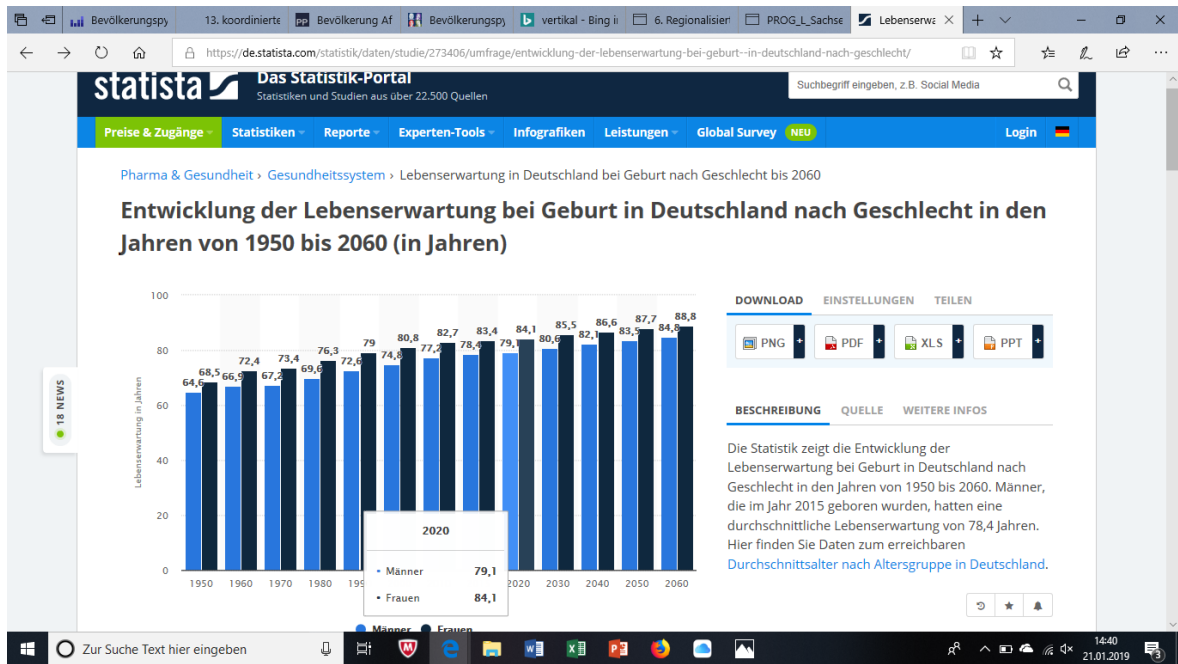 Bevölkerungspy
13. koordinierte
PP Bevölkerung Af
Bevölkerungspy
vertikal - Bing i
6. Regionalisier
PROG_L_Sachse
Lebenserwa
https://de.statista.com/statistik/daten/studie/273406/umfrage/entwicklung-der-lebenserwartung-bei-geburt--in-deutschland-nach-geschlecht/
statista
Das Statistik-Portal
Statistiken und Studien aus über 22.500 Quellen
Suchbegriff eingeben, z.B. Social Media
Preise & Zugänge Statistiken Reporte Experten-Tools Infografiken Leistungen Global Survey NEU Login
Pharma & Gesundheit › Gesundheitssystem › Lebenserwartung in Deutschland bei Geburt nach Geschlecht bis 2060
Entwicklung der Lebenserwartung bei Geburt in Deutschland nach Geschlecht in den
Jahren von 1950 bis 2060 (in Jahren)
Lebenserwartung in Jahren
100
80
60
40
20
0
64,6 68,5 66,9 72,4 67,2 73,4 69,6 76,3 72,6 79 74,8 80,8 77,2 82,7 78,4 83,4 79,1 84,1 80,6 85,5 82,1 86,6 83,5 87,7 84,8 88,8
1950 1960 1970 1980 199 2020 2030 2040 2050 2060
2020
• Männer 79,1
• Frauen 84,1
Männer Frauen
18 NEWS
DOWNLOAD EINSTELLUNGEN TEILEN
PNG + PDF + XLS + PPT +
BESCHREIBUNG QUELLE WEITERE INFOS
Die Statistik zeigt die Entwicklung der
Lebenserwartung bei Geburt in Deutschland nach
Geschlecht in den Jahren von 1950 bis 2060. Männer,
die im Jahr 2015 geboren wurden, hatten eine
durchschnittliche Lebenserwartung von 78,4 Jahren.
Hier finden Sie Daten zum erreichbaren
Durchschnittsalter nach Altersgruppe in Deutschland.
Zur Suche Text hier eingeben
14:40
21.01.2019
3